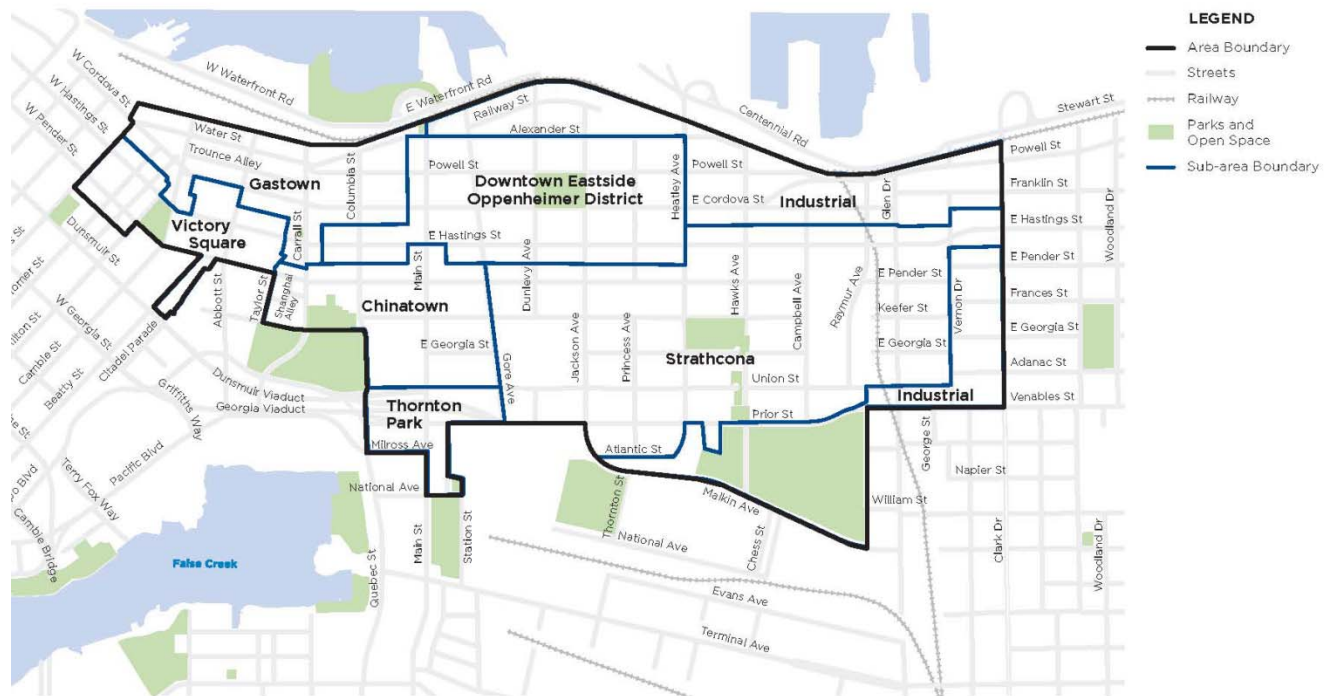 LEGEND
Area Boundary
Streets
Railway
Parks and
Open Space
Sub-area Boundary
W Cordova St
W Hastings St
W Pender St
W Waterfront Rd
E Waterfront Rd
Railway St
Centennial Rd
Stewart St
Water St
Trounce Alley
Gastown
Columbia St
Alexander St
Powell St
Powell St
Powell St
Downtown Eastside
Oppenheimer District
Heatley Ave
E Cordova St
Industrial
Glen Dr
Franklin St
Woodland Dr
Victory
Square
Carrall St
E Hastings St
E Hastings St
Dunsmuir St
Main St
Dunlevy Ave
Hawks Ave
Campbell Ave
Raymur Ave
E Pender St
E Pender St
Abbott St
Taylor St
Shanghai
Alley
Chinatown
Keefer St
Vernon Dr
Frances St
W Georgia St
Citadel Parade
E Georgia St
E Georgia St
E Georgia St
Gore Ave
Jackson Ave
Princess Ave
Strathcona
Adanac St
Cambie St
Beatty St
Griffiths Way
Dunsmuir Viaduct
Georgia Viaduct
Union St
Industrial
Venables St
Thornton
Park
Prior St
George St
Milross Ave
Atlantic St
Pacific Blvd
Terry Fox Way
National Ave
Napier St
Main St
Station St
Thornton St
Malkin Ave
William St
Cambie Bridge
National Ave
Chess St
Clark Dr
Woodland Dr
False Creek
Quebec St
Evans Ave
Terminal Ave